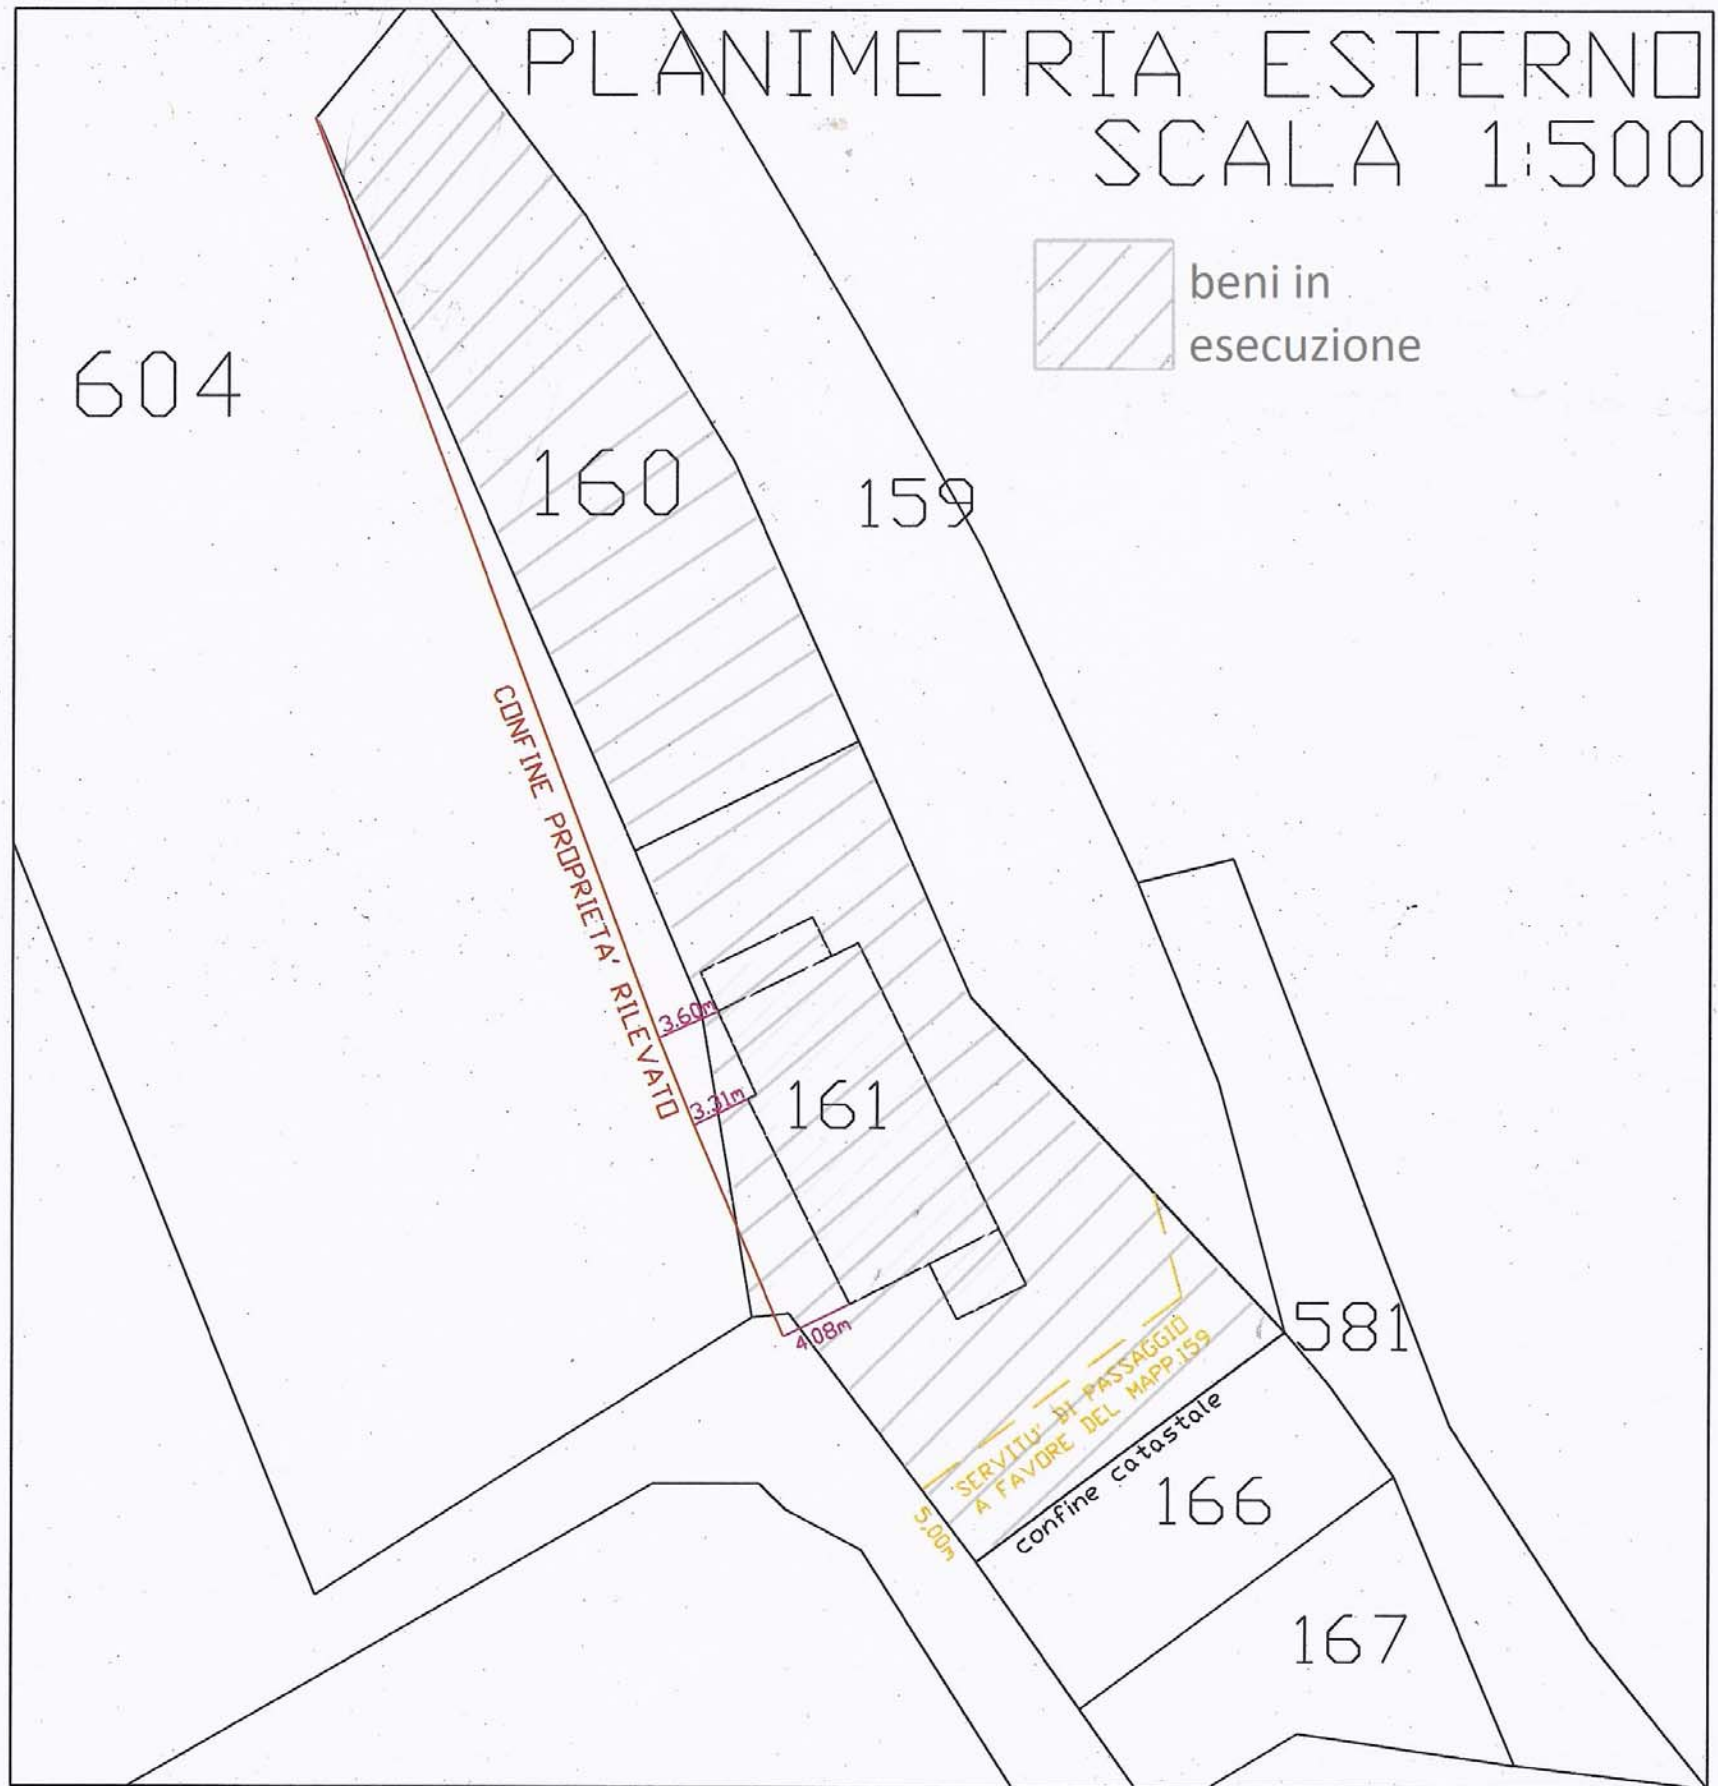 PLANIMETRIA ESTERNO
SCALA 1:500
beni in
esecuzione
604
160
159
CONFINE PROPRIETA' RILEVATO
3.60m
3.31m
161
4.08m
581
SERVITU' DI PASSAGGIO
A FAVORE DEL MAPP.159
5,00m
confine catastale
166
167